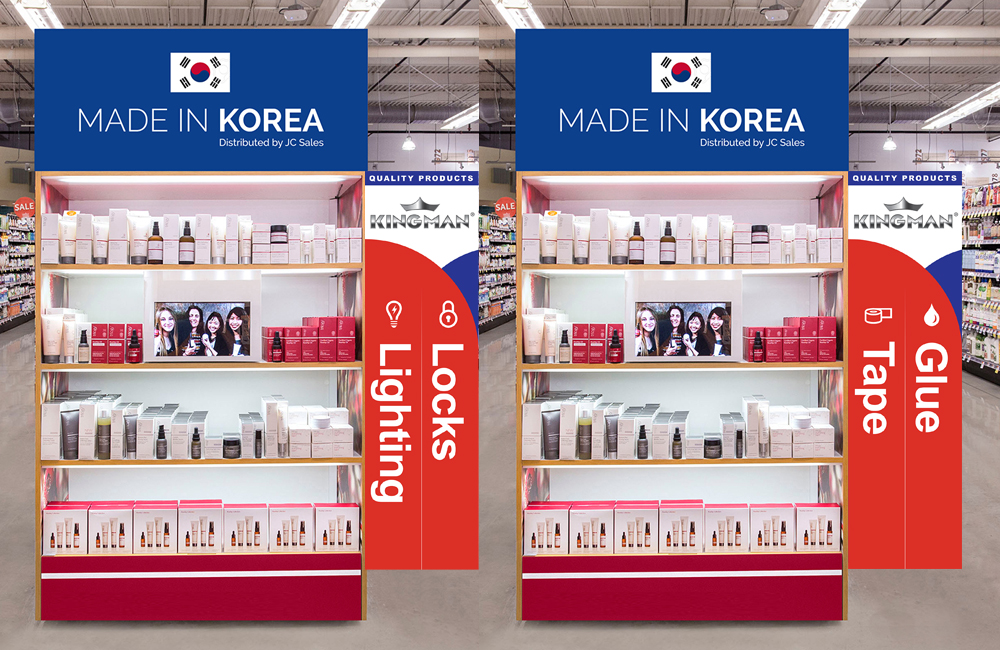 MADE IN KOREA
Distributed by JC Sales
QUALITY PRODUCTS
KINGMAN®
Locks
Lighting
SALE
MADE IN KOREA
Distributed by JC Sales
QUALITY PRODUCTS
KINGMAN®
Glue
Tape
SALE